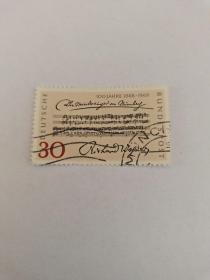 100 JAHRE 1868-1968
Die Meistersinger von Nürnberg
DEUTSCHE
BUNDESPOST
30
Richard Wagner